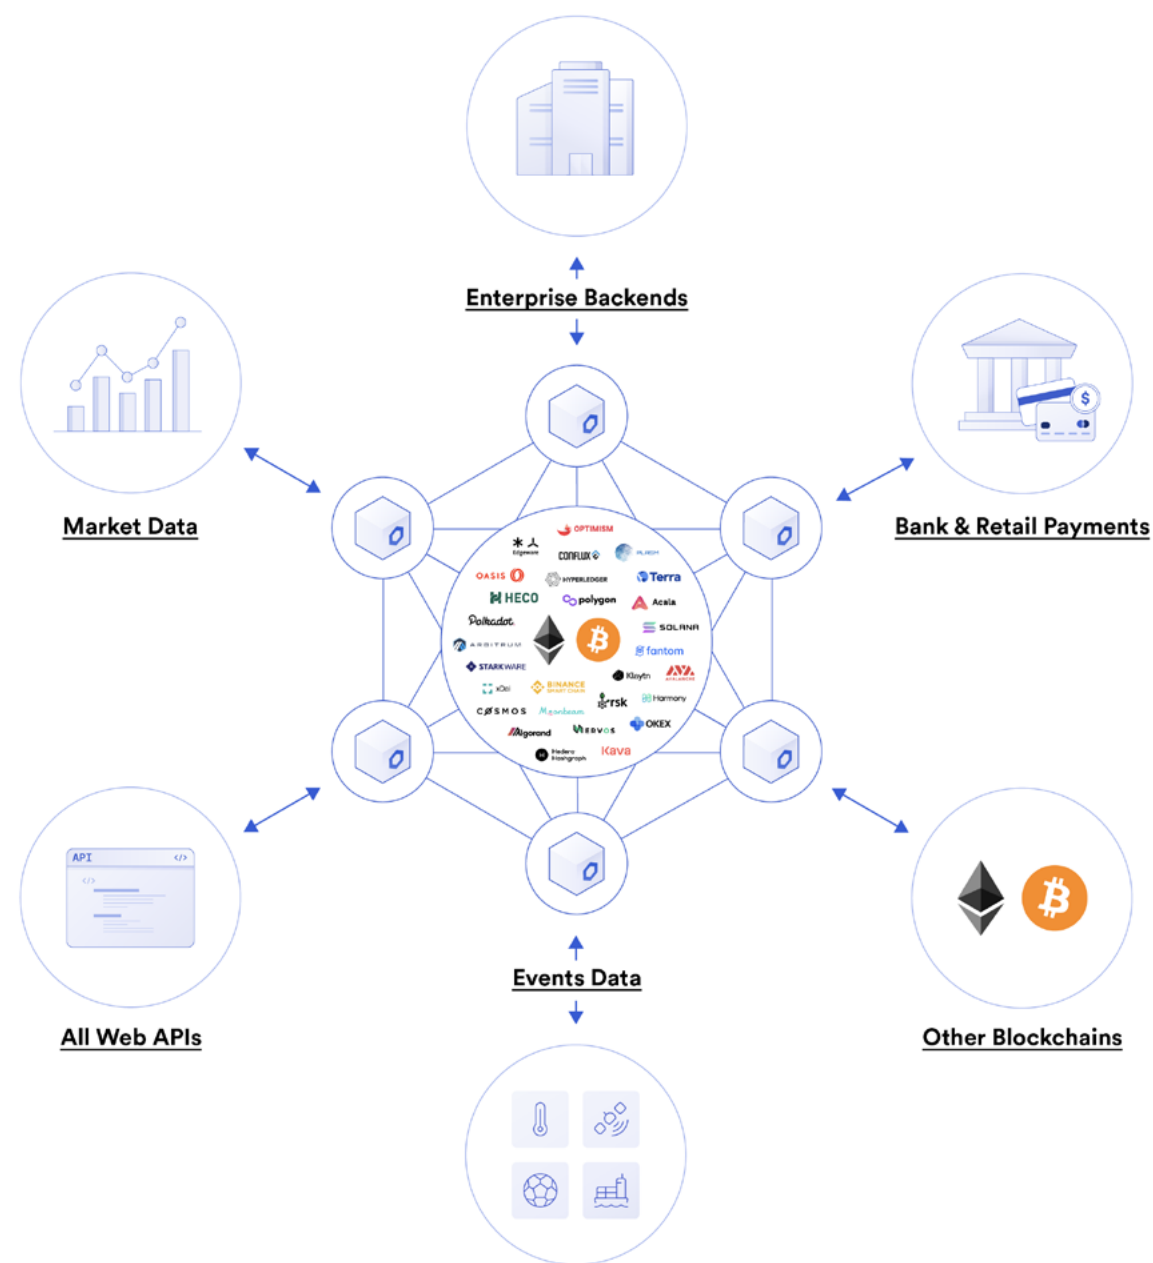 Enterprise Backends
Market Data
Bank & Retail Payments
$
OPTIMISM
Edgeware
CONFLUX
PLASM
OASIS
HYPERLEDGER
Terra
HECO
polygon
Acala
Polkadot.
SOLANA
ARBITRUM
fantom
STARKWARE
Klaytn
AVALANCHE
xDai
BINANCE
SMART CHAIN
rsk
Harmony
COSMOS
Moonbeam
OKEX
Algorand
NERVOS
Hedera
Hashgraph
Kava
API </>
</>
Events Data
All Web APIs
Other Blockchains